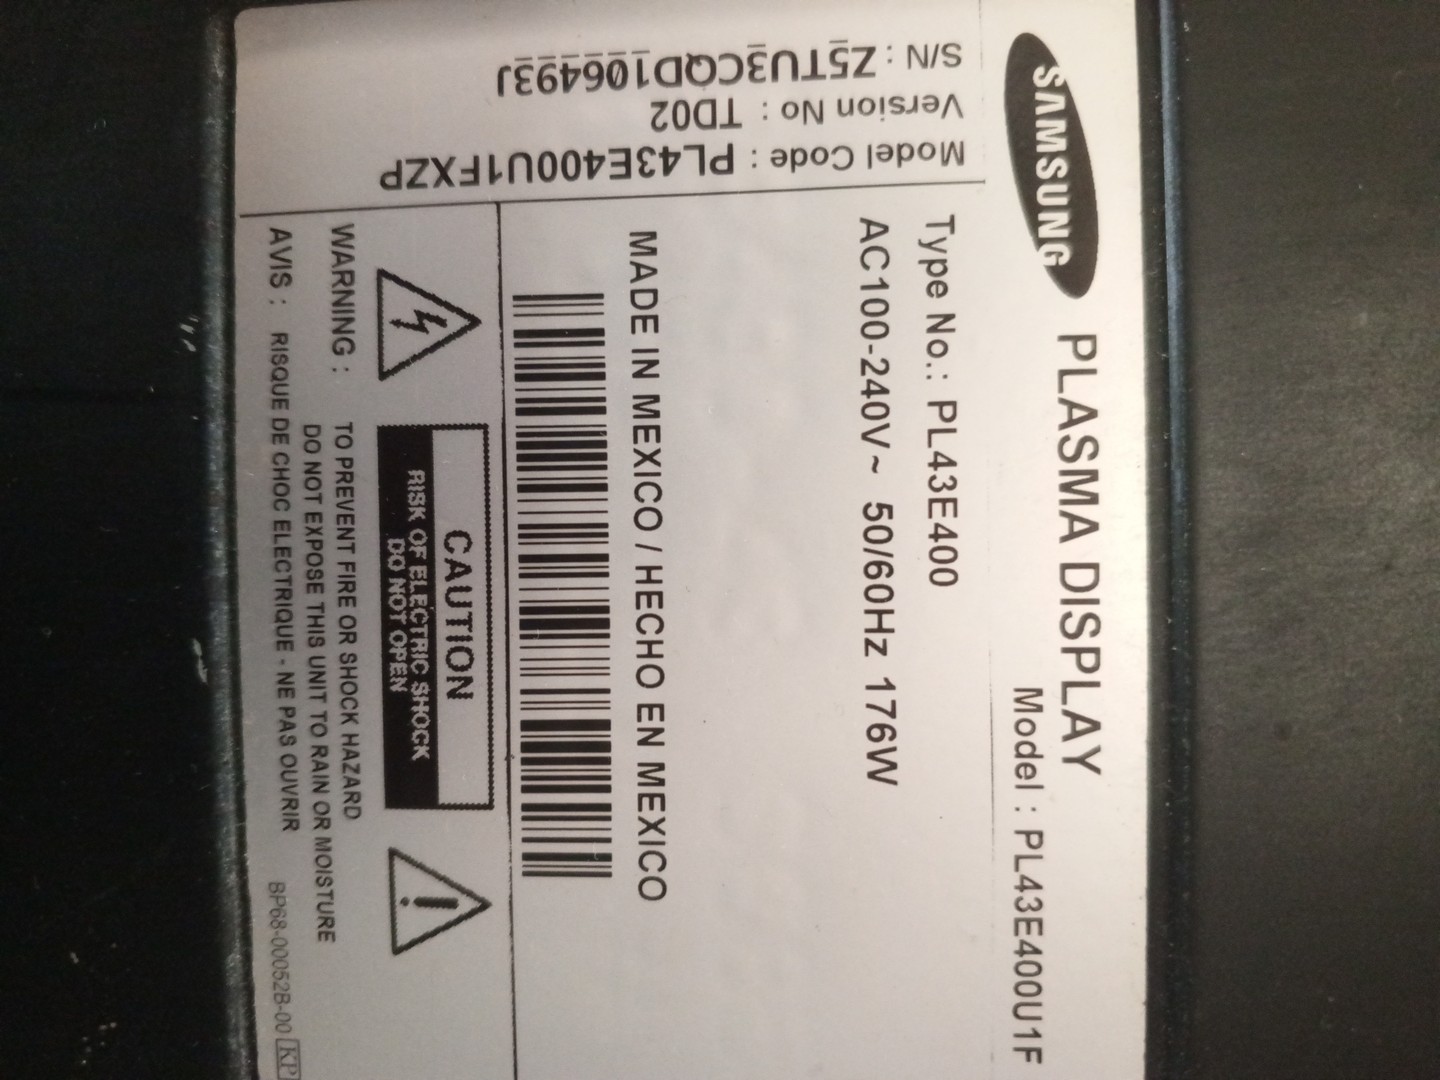 SAMSUNG
PLASMA DISPLAY
Model : PL43E400U1F
Type No.: PL43E400
AC100-240V~ 50/60Hz 176W
MADE IN MEXICO / HECHO EN MEXICO
Model Code : PL43E400U1FXZP
Version No : TD02
S/N : Z5TU3CQD106493J
CAUTION
RISK OF ELECTRIC SHOCK
DO NOT OPEN
WARNING : TO PREVENT FIRE OR SHOCK HAZARD
DO NOT EXPOSE THIS UNIT TO RAIN OR MOISTURE
AVIS : RISQUE DE CHOC ELECTRIQUE - NE PAS OUVRIR
BP68-00052B-00 KP